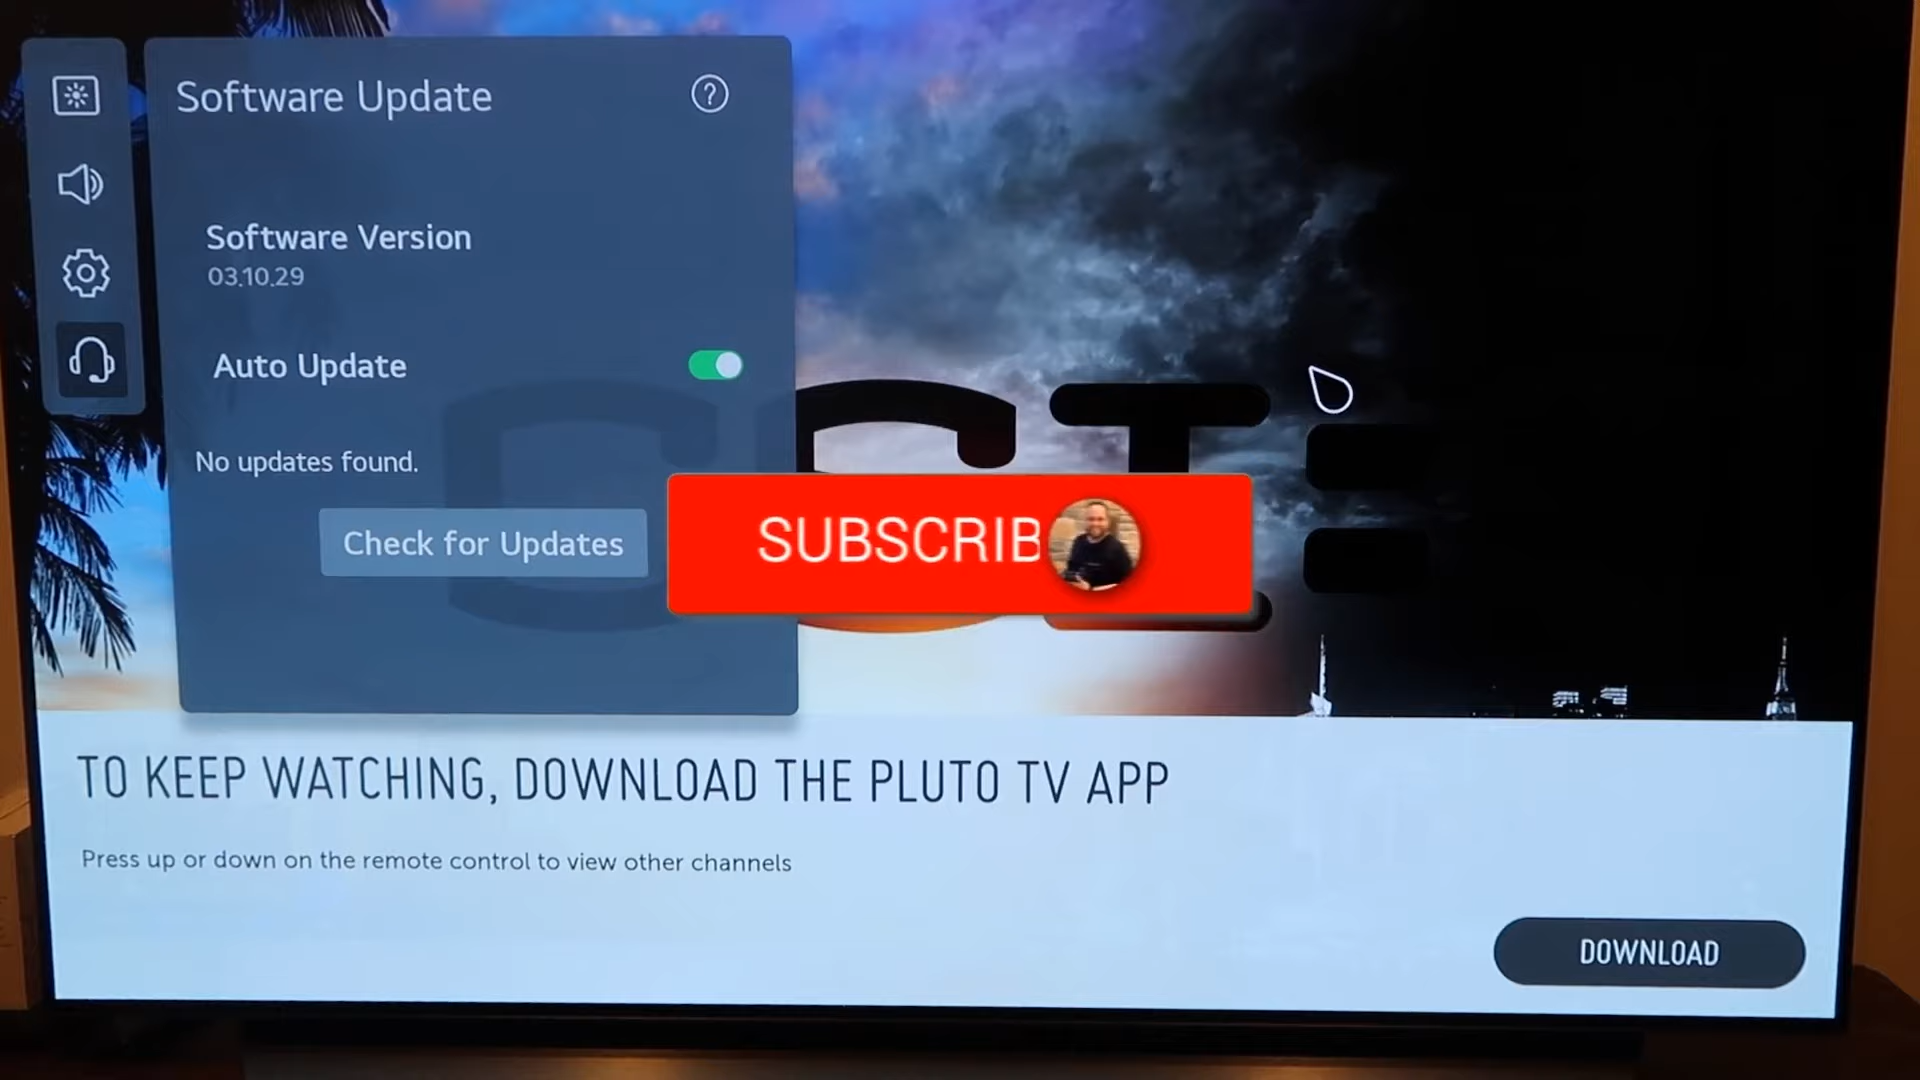 Software Update
?
Software Version
03.10.29
Auto Update
No updates found.
Check for Updates
SUBSCRIB
TO KEEP WATCHING, DOWNLOAD THE PLUTO TV APP
Press up or down on the remote control to view other channels
DOWNLOAD